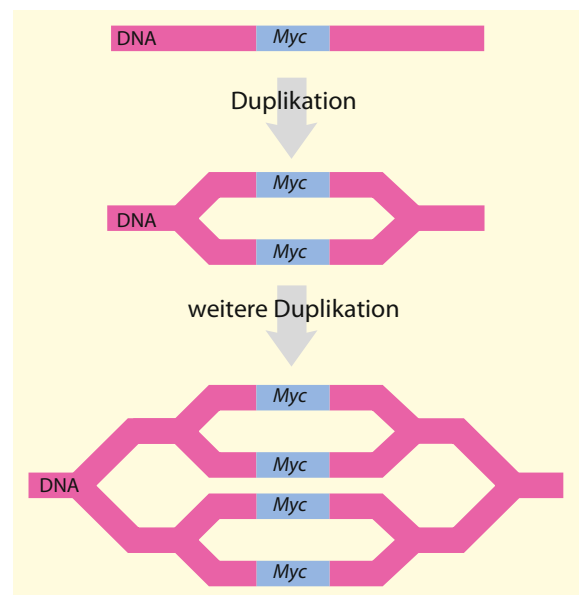 DNA Myc
Duplikation
Myc
DNA
Myc
weitere Duplikation
Myc
Myc
DNA
Myc
Myc